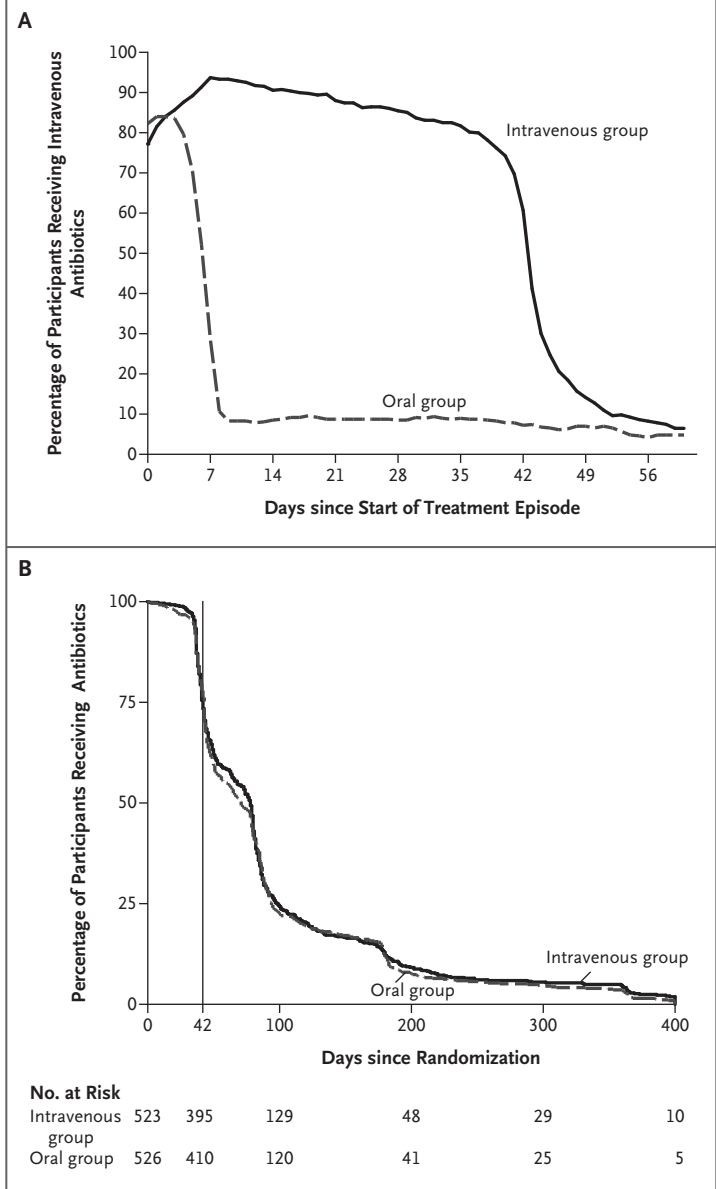 A
Percentage of Participants Receiving Intravenous
Antibiotics
100
90
80
70
60
50
40
30
20
10
0
Intravenous group
Oral group
0 7 14 21 28 35 42 49 56
Days since Start of Treatment Episode
B
Percentage of Participants Receiving Antibiotics
100
75
50
25
0
Intravenous group
Oral group
0 42 100 200 300 400
Days since Randomization
No. at Risk
Intravenous 523 395 129 48 29 10
group
Oral group 526 410 120 41 25 5